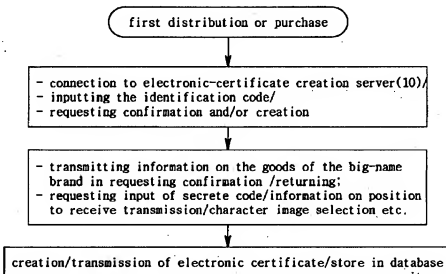 first distribution or purchase
- connection to electronic-certificate creation server(10)/
- inputting the identification code/
- requesting confirmation and/or creation
- transmitting information on the goods of the big-name
brand in requesting confirmation /returning;
- requesting input of secrete code/information on position
to receive transmission/character image selection etc.
creation/transmission of electronic certificate/store in database